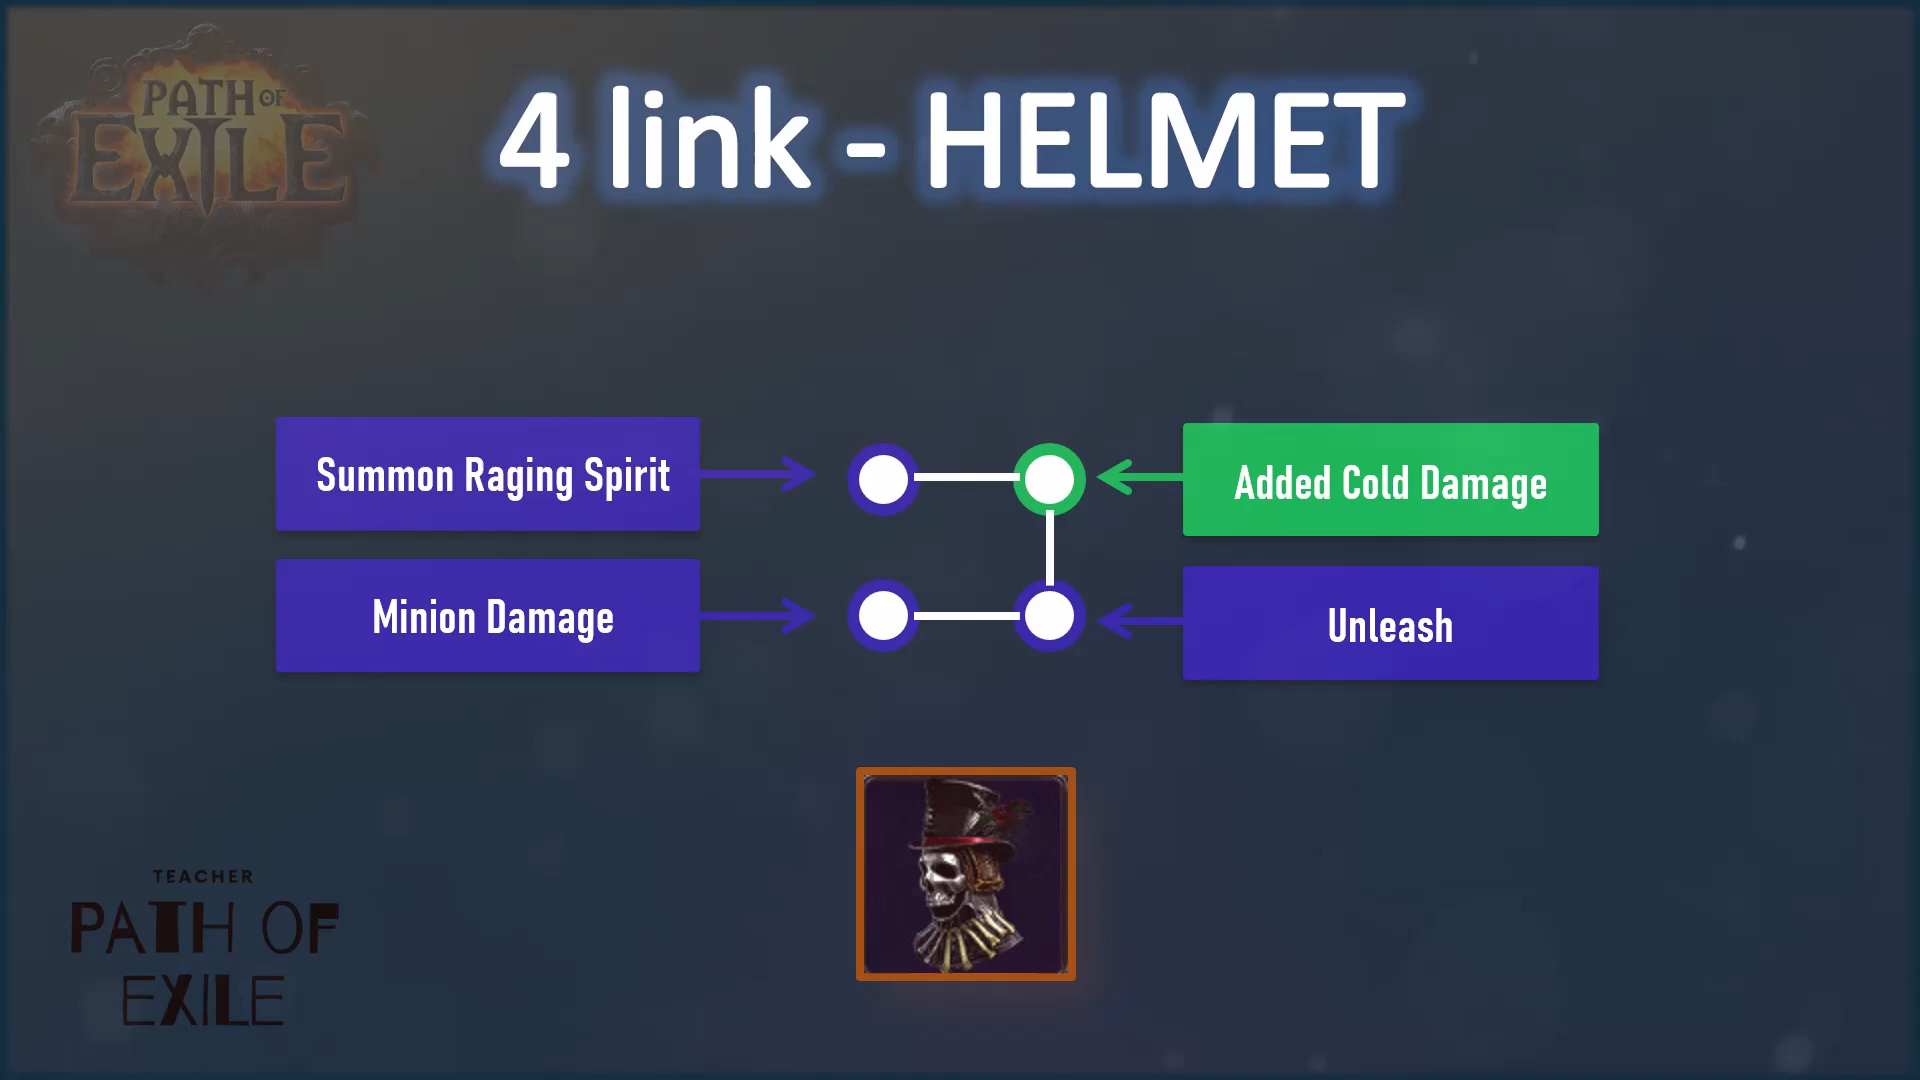 PATH OF
EXILE
4 link - HELMET
Summon Raging Spirit
Added Cold Damage
Minion Damage
Unleash
TEACHER
PATH OF
EXILE